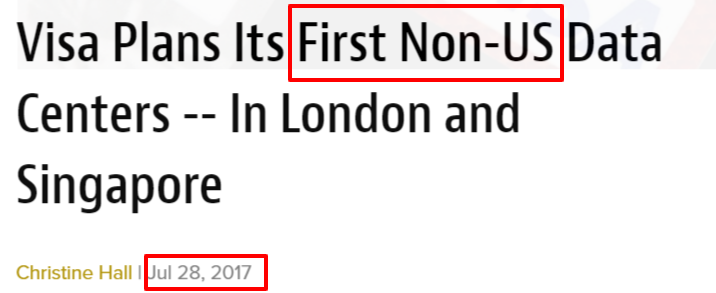 Visa Plans Its First Non-US Data
Centers -- In London and
Singapore
Christine Hall | Jul 28, 2017